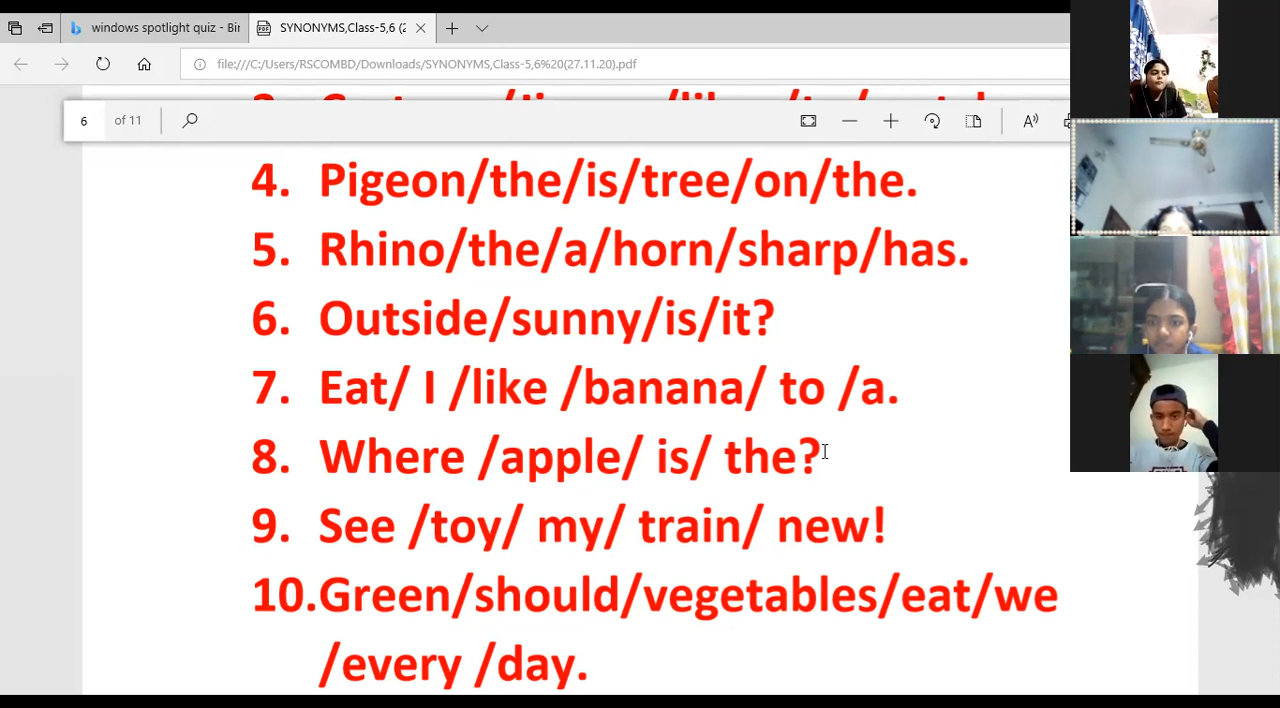 windows spotlight quiz - Bin
SYNONYMS,Class-5,6 (2
file:///C:/Users/RSCOMBD/Downloads/SYNONYMS,Class-5,6%20(27.11.20).pdf
6 of 11
4. Pigeon/the/is/tree/on/the.
5. Rhino/the/a/horn/sharp/has.
6. Outside/sunny/is/it?
7. Eat/ I /like /banana/ to /a.
8. Where /apple/ is/ the?
9. See /toy/ my/ train/ new!
10.Green/should/vegetables/eat/we
/every /day.